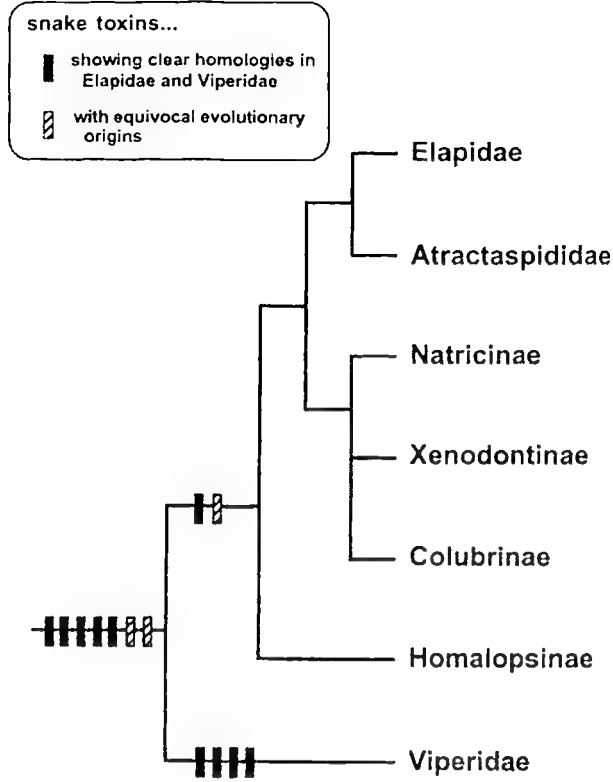 snake toxins...
showing clear homologies in
Elapidae and Viperidae
with equivocal evolutionary
origins
Elapidae
Atractaspididae
Natricinae
Xenodontinae
Colubrinae
Homalopsinae
Viperidae